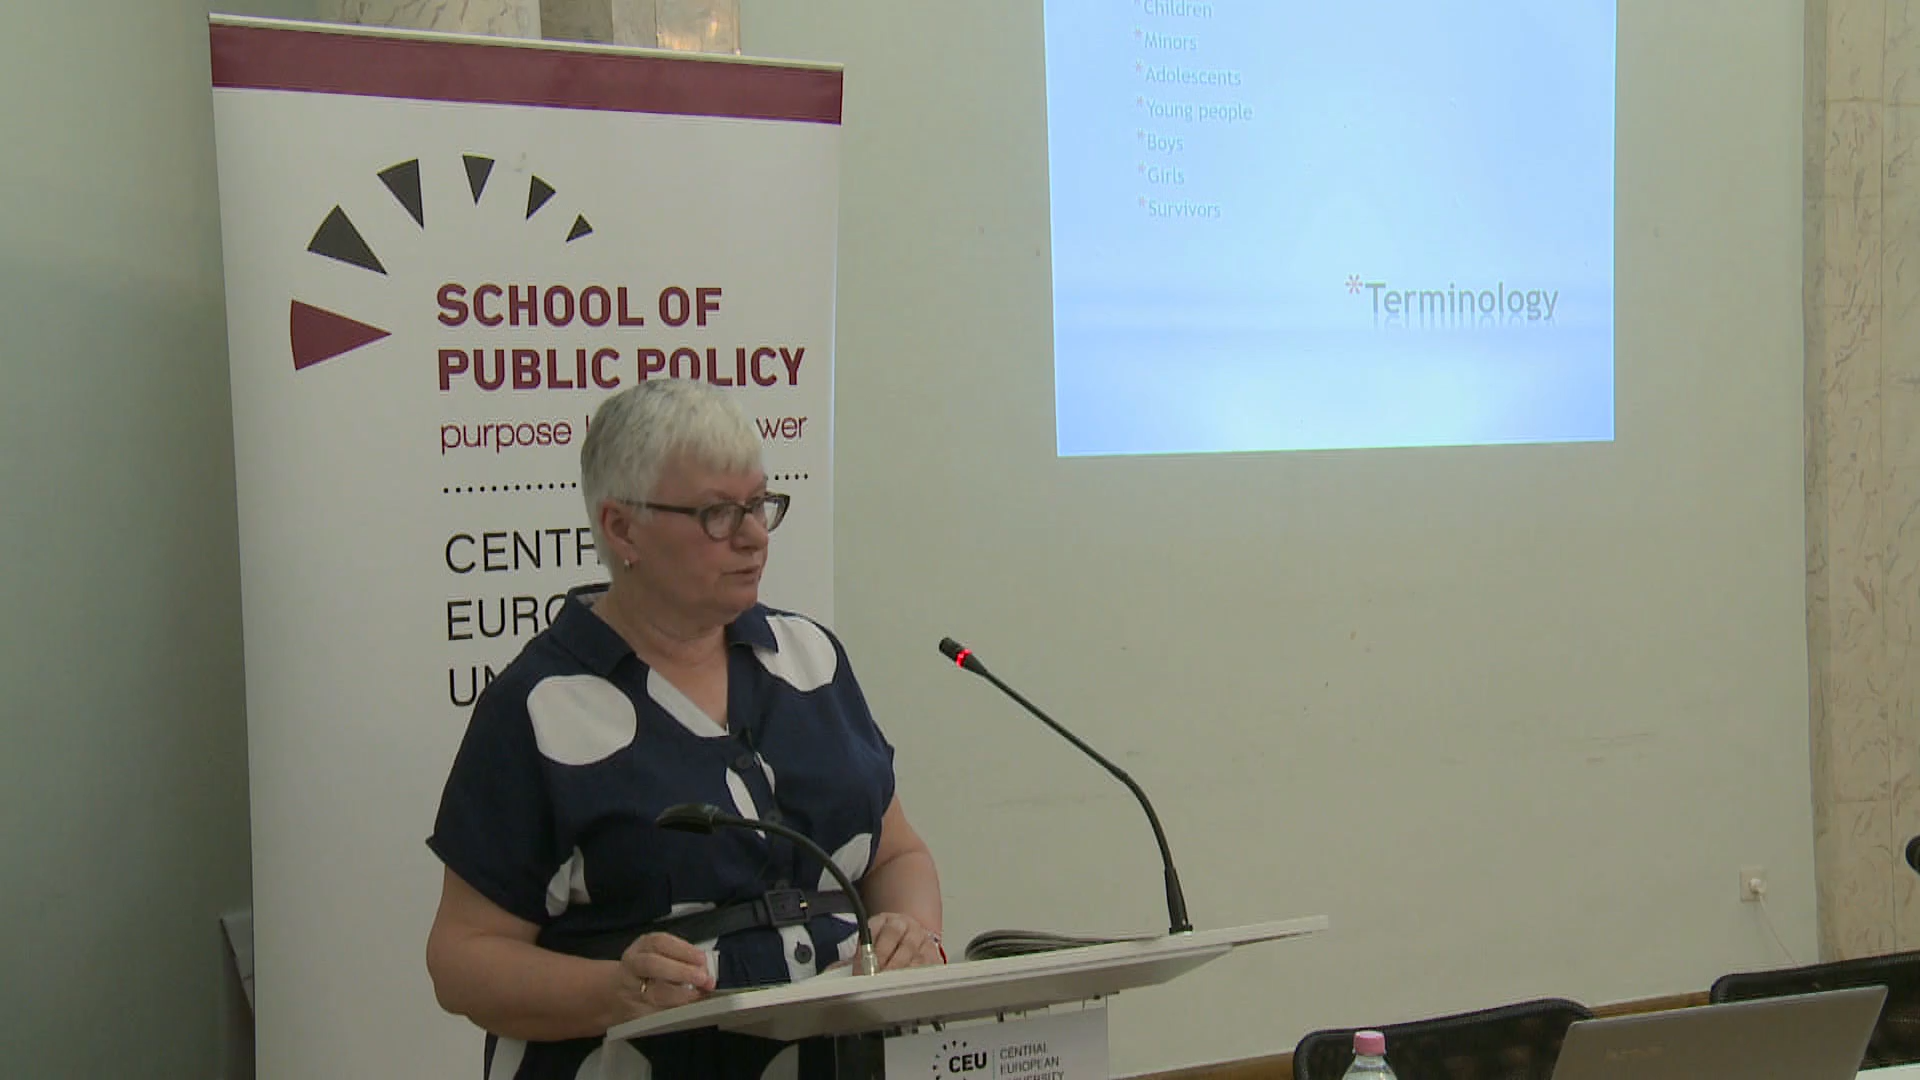 SCHOOL OF
PUBLIC POLICY
purpose
wer
CENTR
EURO
UN
*Children
*Minors
*Adolescents
*Young people
*Boys
*Girls
*Survivors
*Terminology
CEU
CENTRAL
EUROPEAN